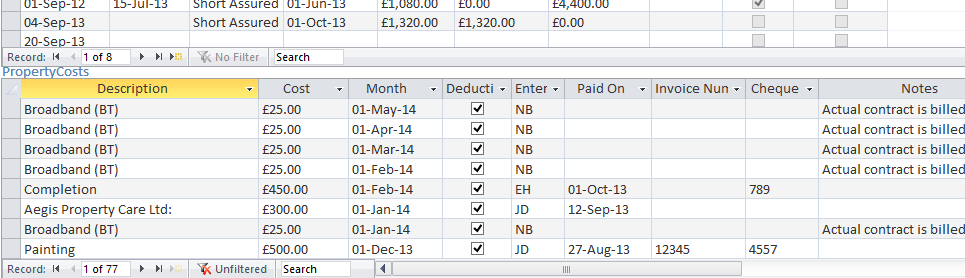 01-Sep-12 15-Jul-13 Short Assured 01-Jun-13 £1,080.00 £0.00 £4,400.00
04-Sep-13 Short Assured 01-Oct-13 £1,320.00 £1,320.00 £0.00
20-Sep-13
Record: 1 of 8 No Filter Search
PropertyCosts
Description Cost Month Deducti Enter Paid On Invoice Nun Cheque Notes
Broadband (BT) £25.00 01-May-14 NB Actual contract is billed
Broadband (BT) £25.00 01-Apr-14 NB Actual contract is billed
Broadband (BT) £25.00 01-Mar-14 NB Actual contract is billed
Broadband (BT) £25.00 01-Feb-14 NB Actual contract is billed
Completion £450.00 01-Feb-14 EH 01-Oct-13 789
Aegis Property Care Ltd: £300.00 01-Jan-14 JD 12-Sep-13
Broadband (BT) £25.00 01-Jan-14 NB Actual contract is billed
Painting £500.00 01-Dec-13 JD 27-Aug-13 12345 4557
Record: 1 of 77 Unfiltered Search